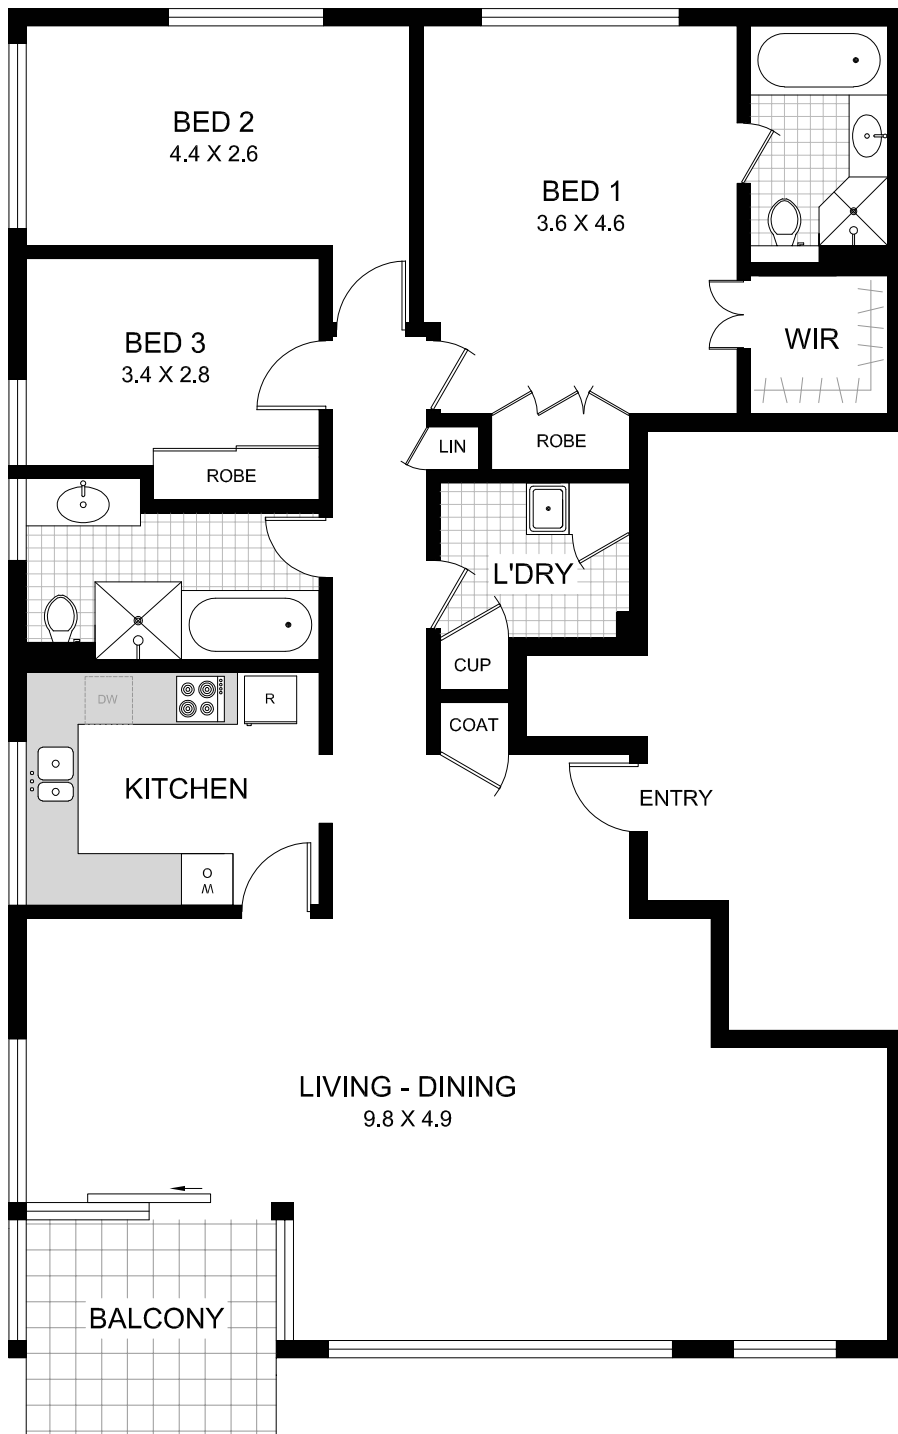 BED 2
4.4 X 2.6
BED 1
3.6 X 4.6
BED 3
3.4 X 2.8
WIR
LIN
ROBE
ROBE
L'DRY
CUP
DW
R
COAT
KITCHEN
ENTRY
WO
LIVING - DINING
9.8 X 4.9
BALCONY